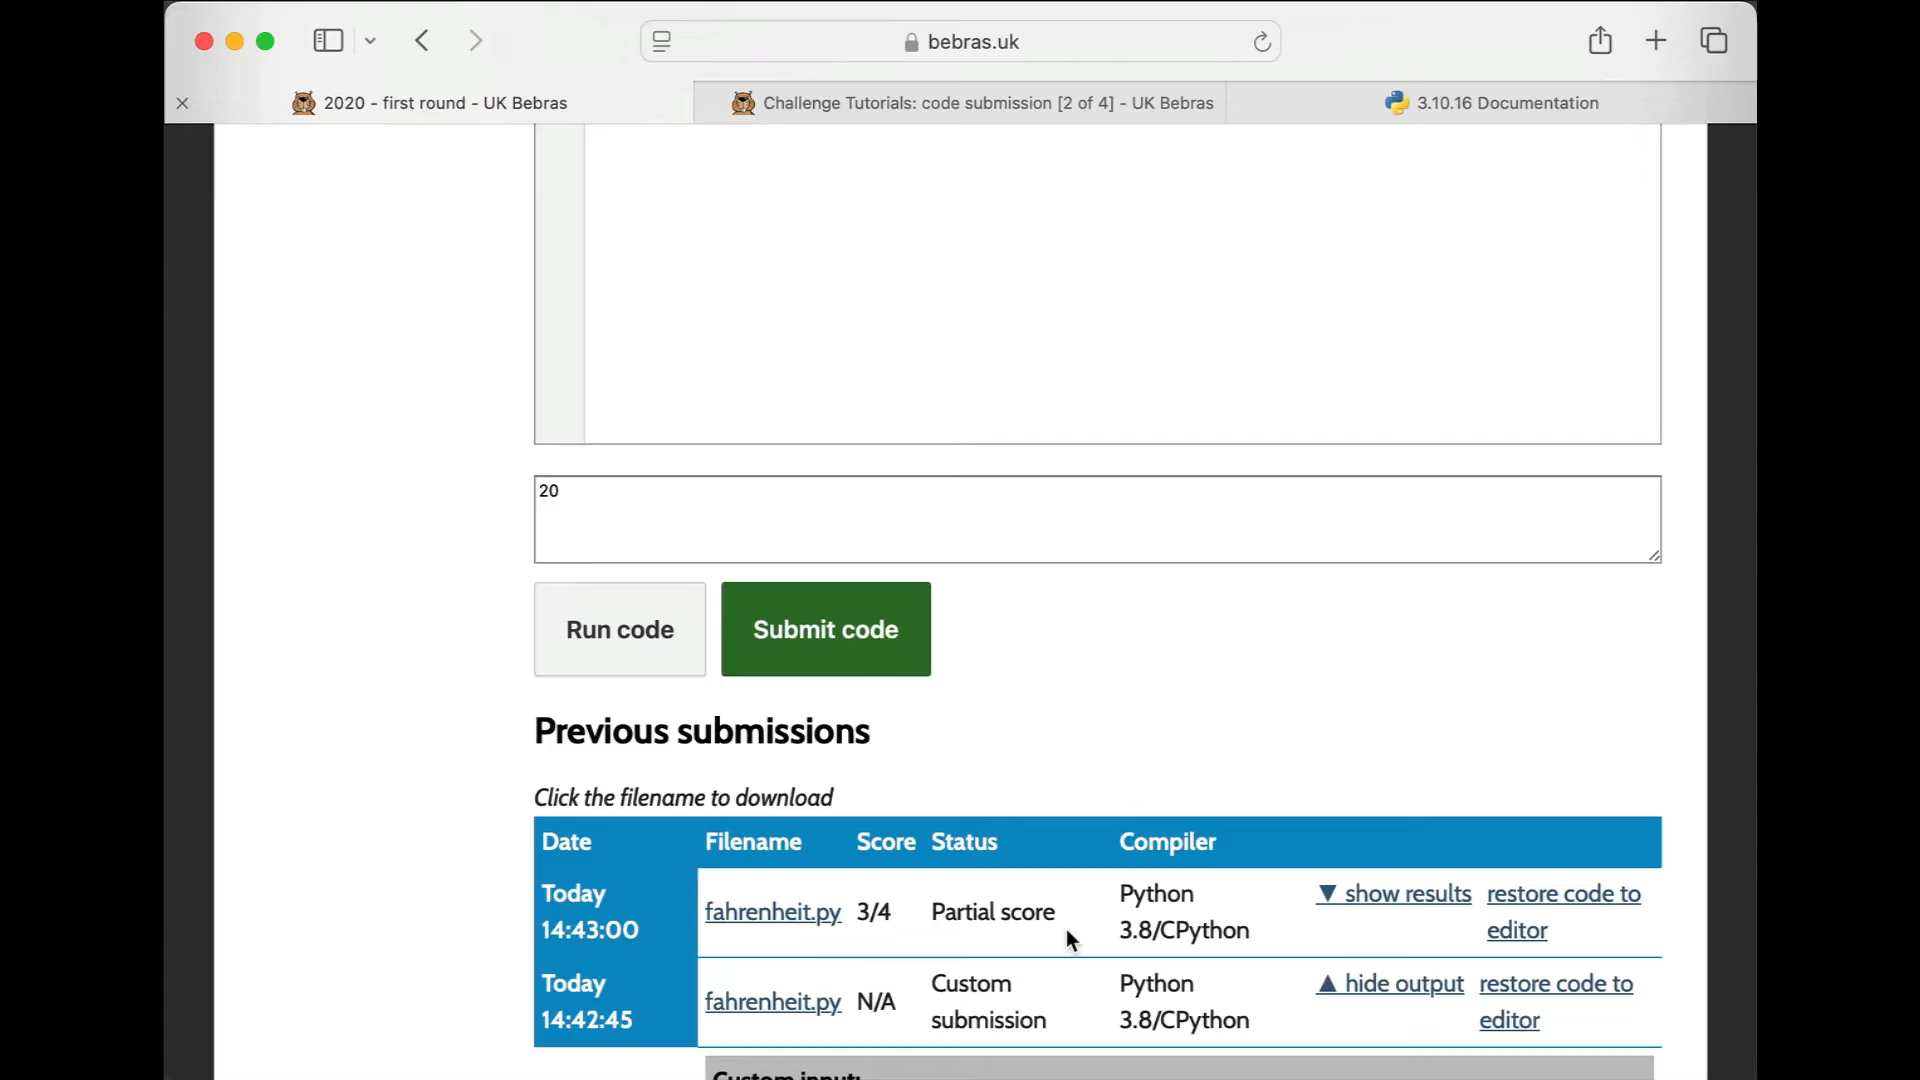 bebras.uk
2020 - first round - UK Bebras
Challenge Tutorials: code submission [2 of 4] - UK Bebras
3.10.16 Documentation
20
Run code
Submit code
Previous submissions
Click the filename to download
Date Filename Score Status Compiler
Today 14:43:00 fahrenheit.py 3/4 Partial score Python 3.8/CPython ▼ show results restore code to editor
Today 14:42:45 fahrenheit.py N/A Custom submission Python 3.8/CPython ▲ hide output restore code to editor
Custom input: